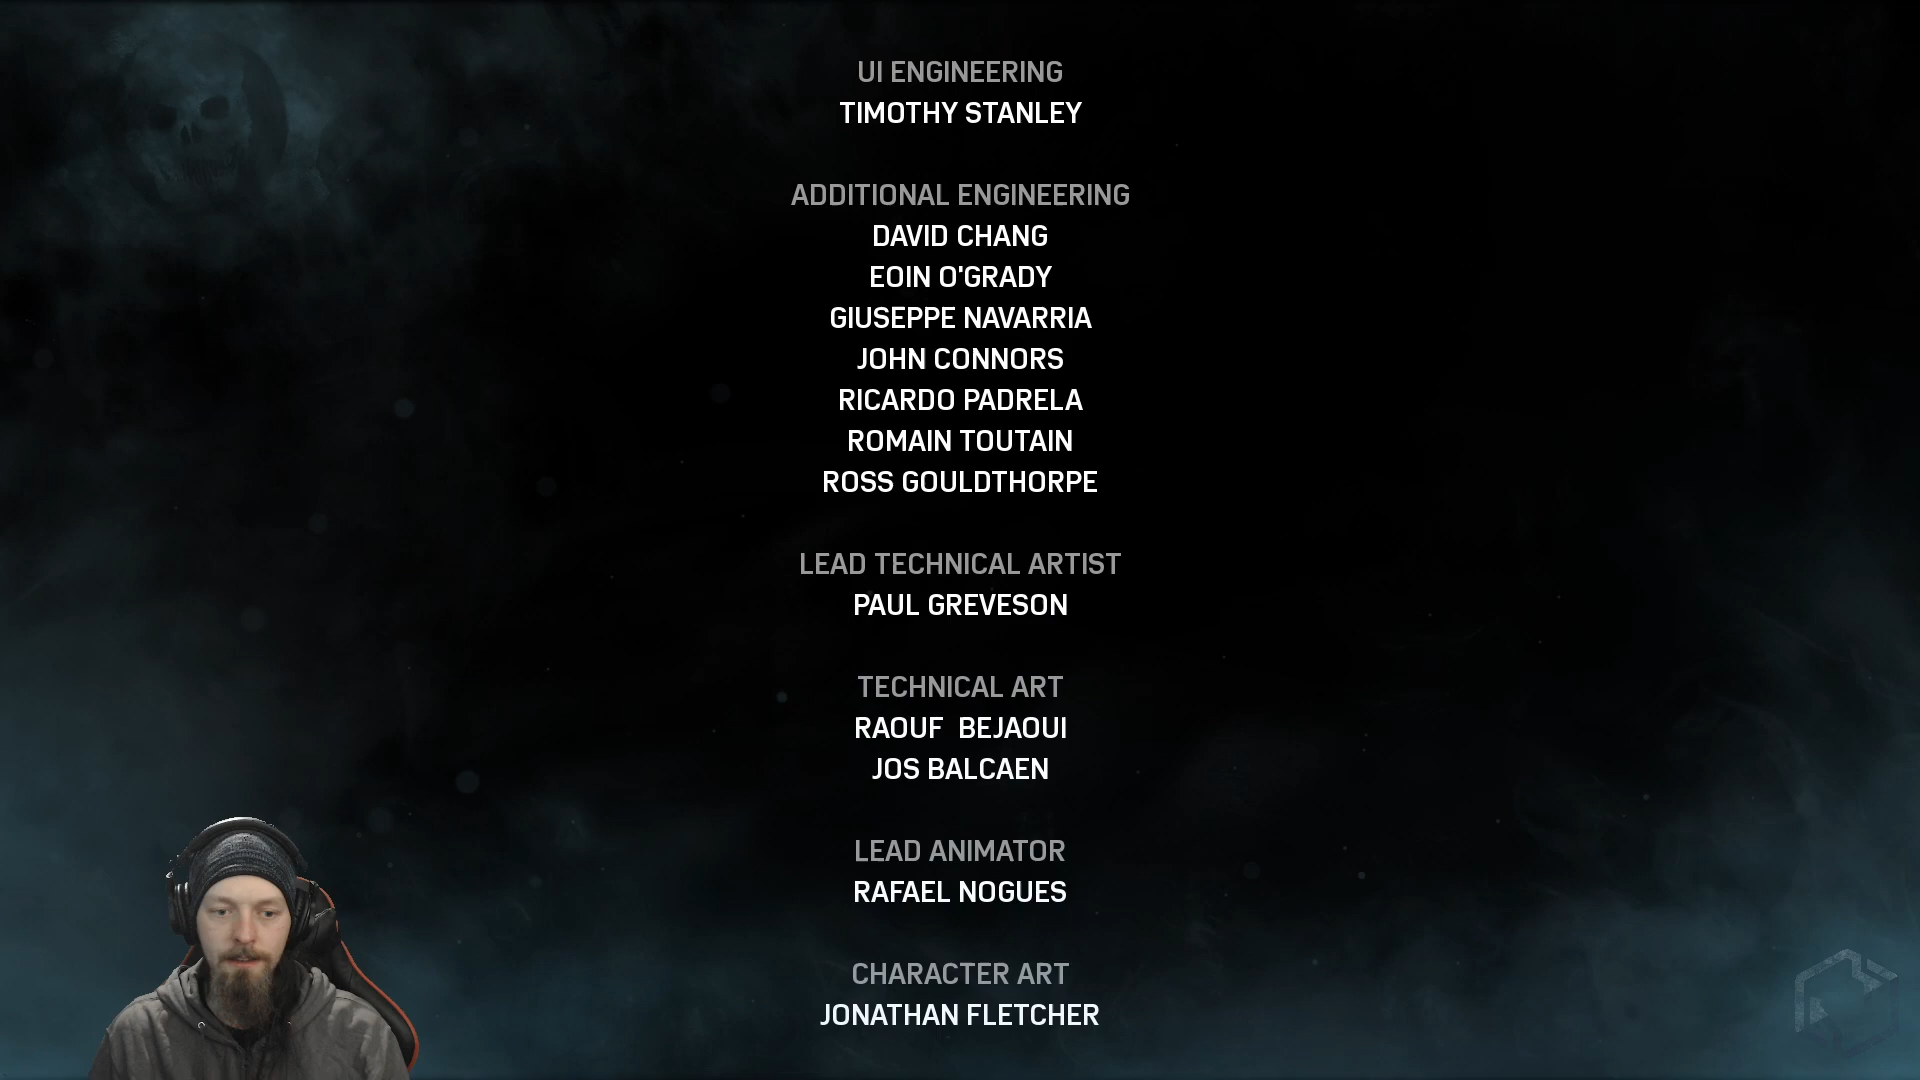 UI ENGINEERING
TIMOTHY STANLEY
ADDITIONAL ENGINEERING
DAVID CHANG
EOIN O'GRADY
GIUSEPPE NAVARRIA
JOHN CONNORS
RICARDO PADRELA
ROMAIN TOUTAIN
ROSS GOULDTHORPE
LEAD TECHNICAL ARTIST
PAUL GREVESON
TECHNICAL ART
RAOUF  BEJAOUI
JOS BALCAEN
LEAD ANIMATOR
RAFAEL NOGUES
CHARACTER ART
JONATHAN FLETCHER